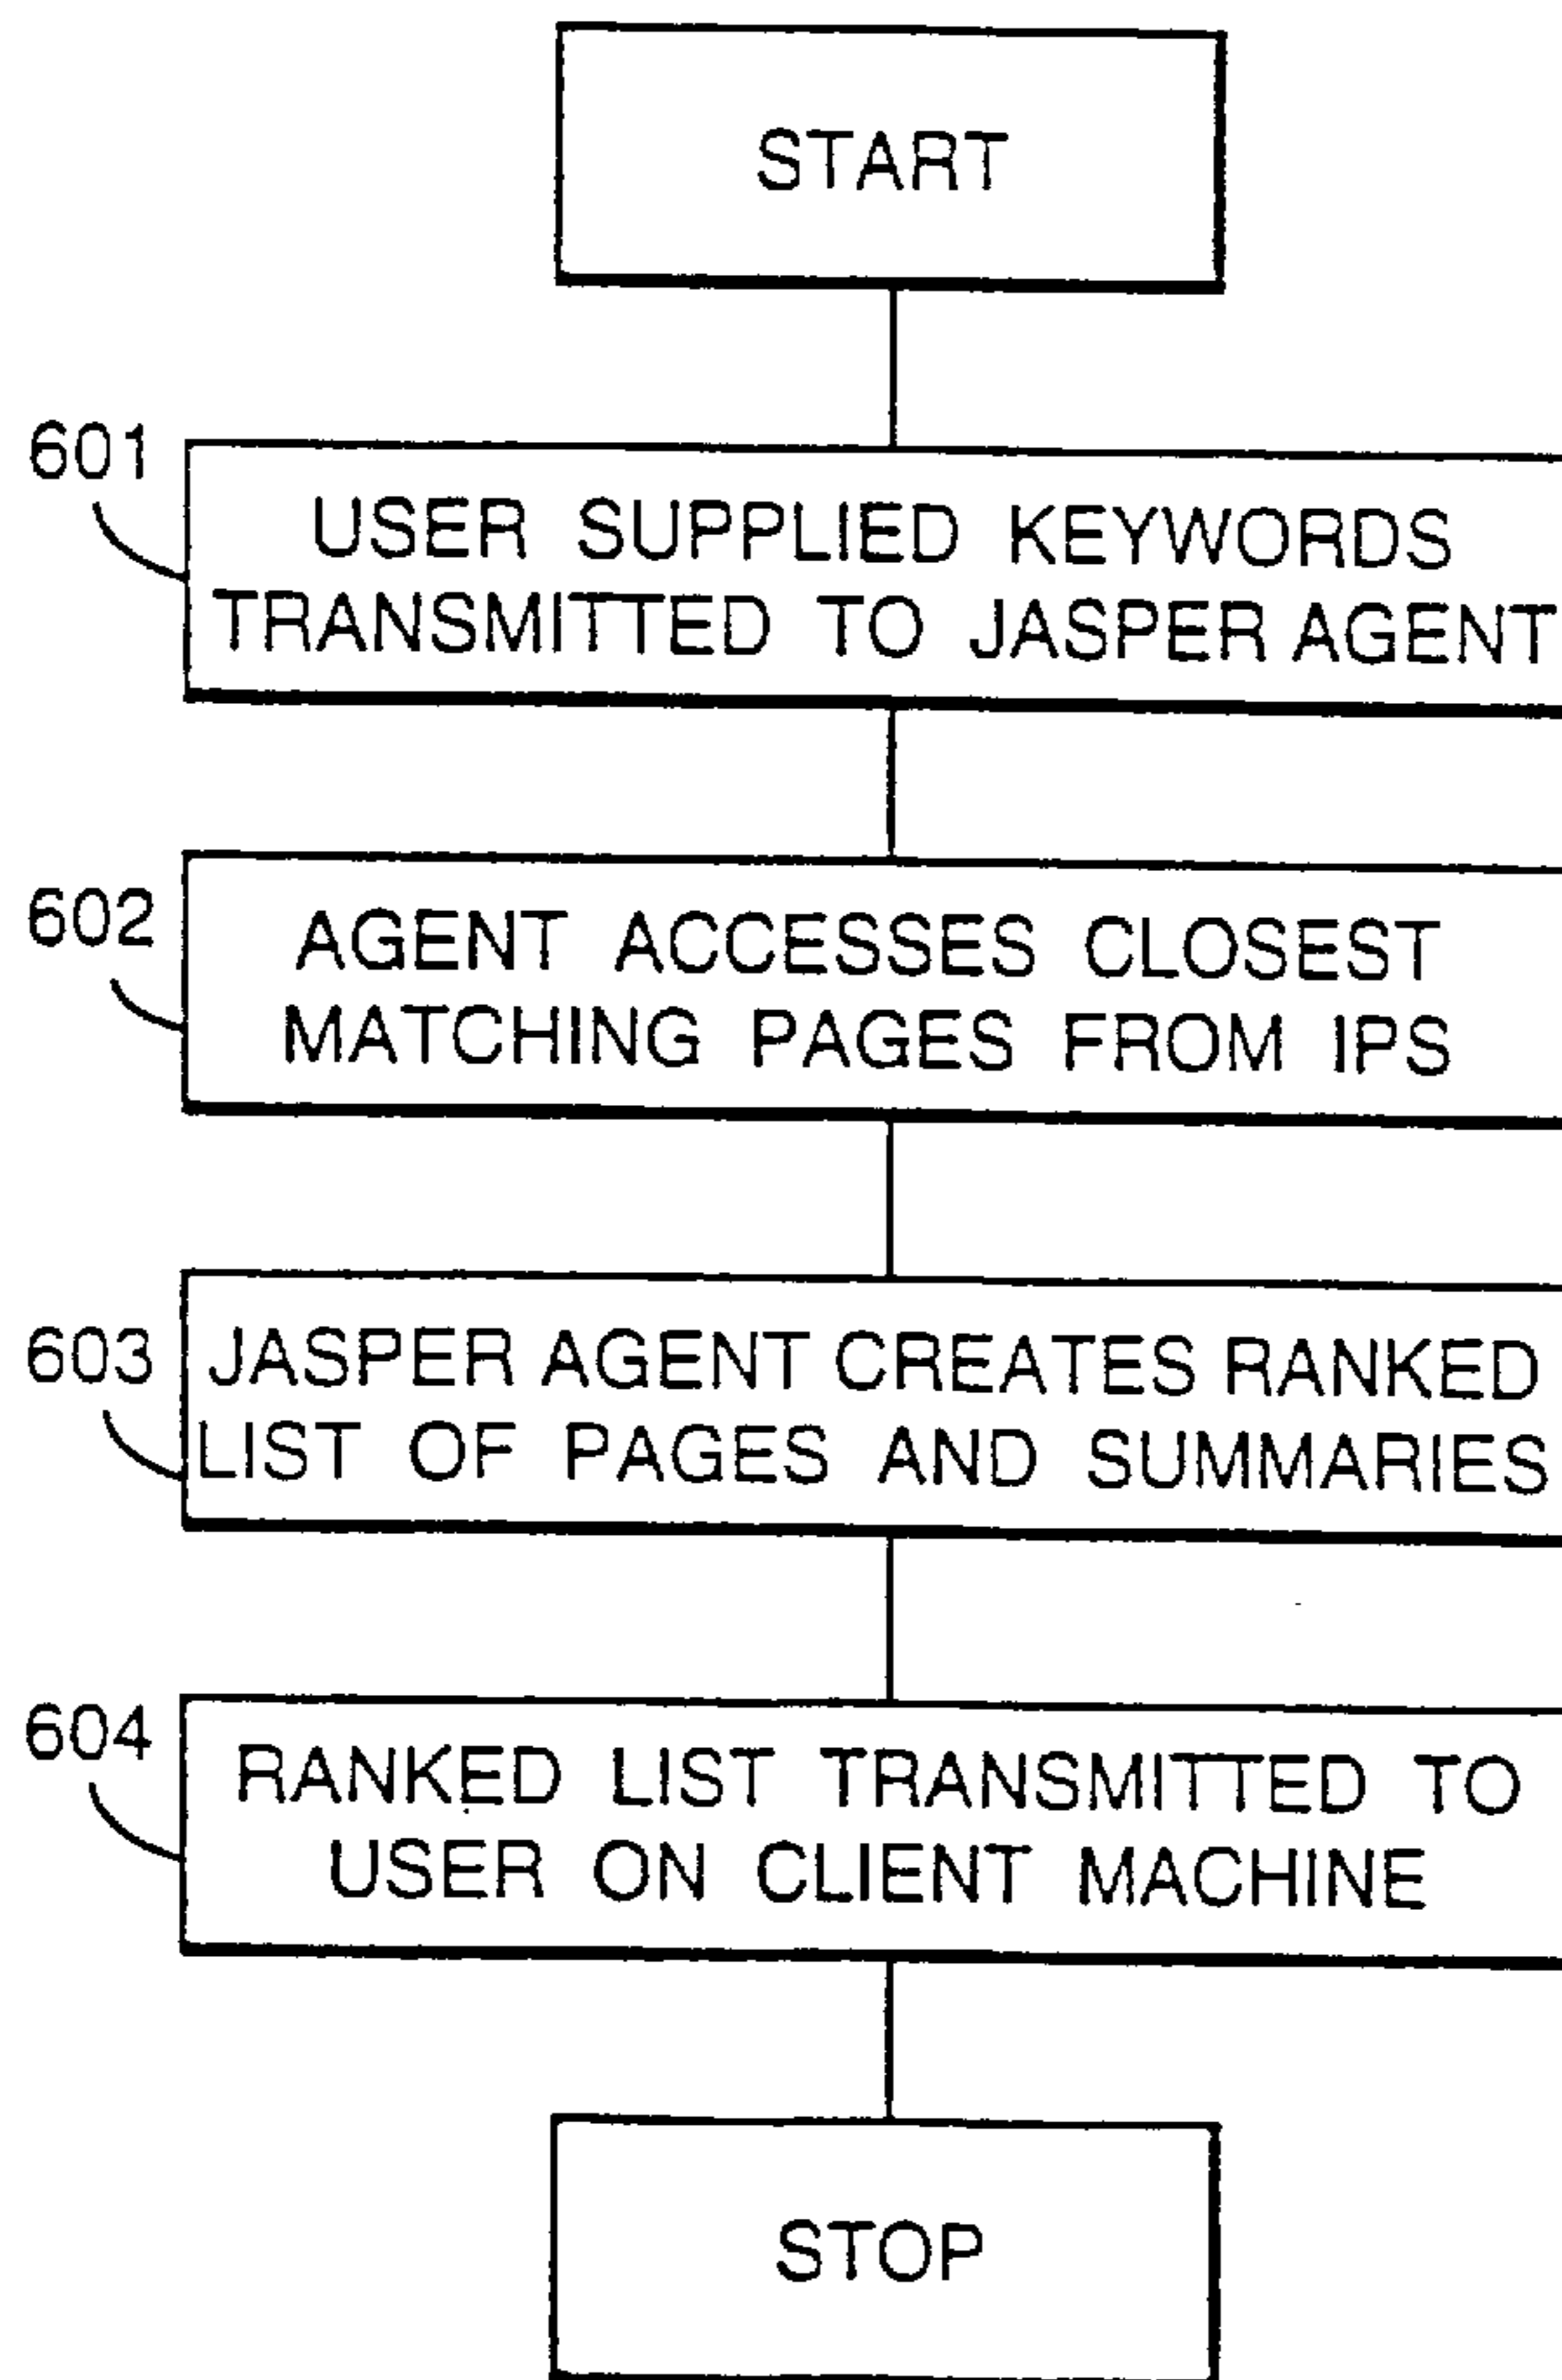 START
601
USER SUPPLIED KEYWORDS
TRANSMITTED TO JASPER AGENT
602
AGENT ACCESSES CLOSEST
MATCHING PAGES FROM IPS
603
JASPER AGENT CREATES RANKED
LIST OF PAGES AND SUMMARIES
604
RANKED LIST TRANSMITTED TO
USER ON CLIENT MACHINE
STOP